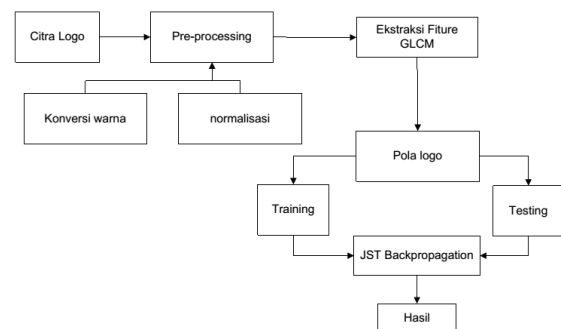 Citra Logo
Pre-processing
Ekstraksi Fiture
GLCM
Konversi warna
normalisasi
Pola logo
Training
Testing
JST Backpropagation
Hasil